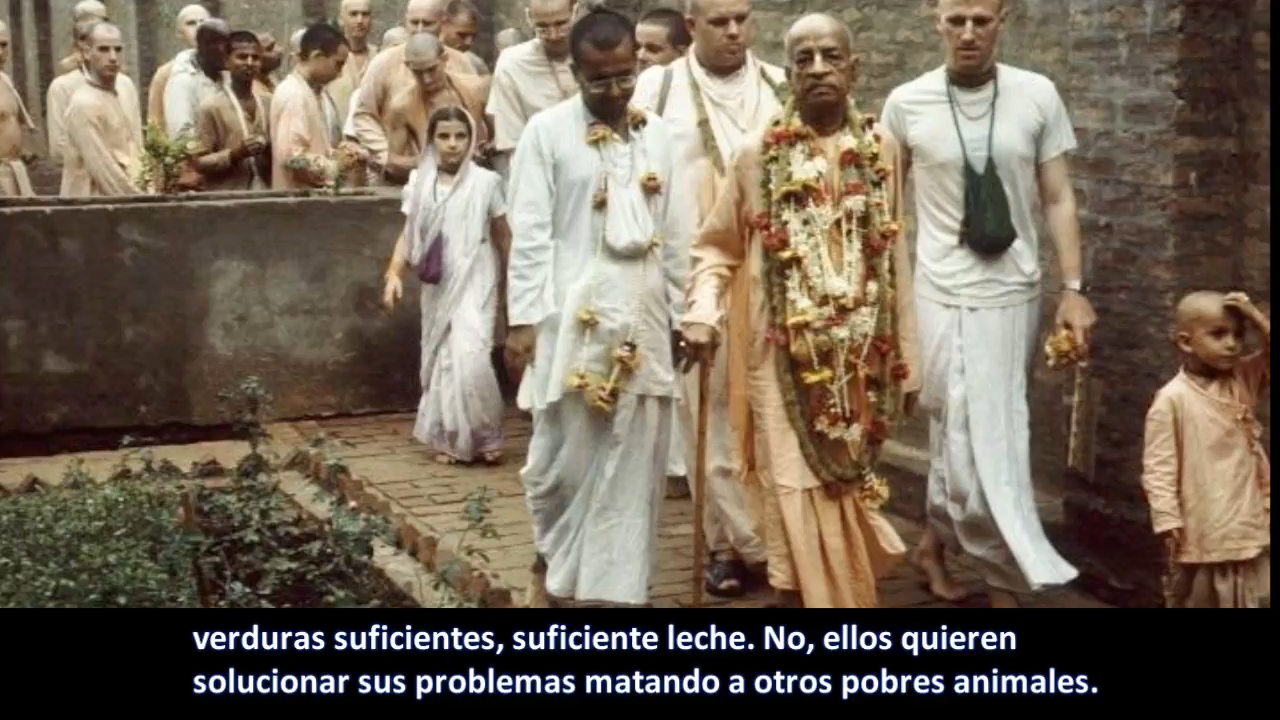 verduras suficientes, suficiente leche. No, ellos quieren
solucionar sus problemas matando a otros pobres animales.